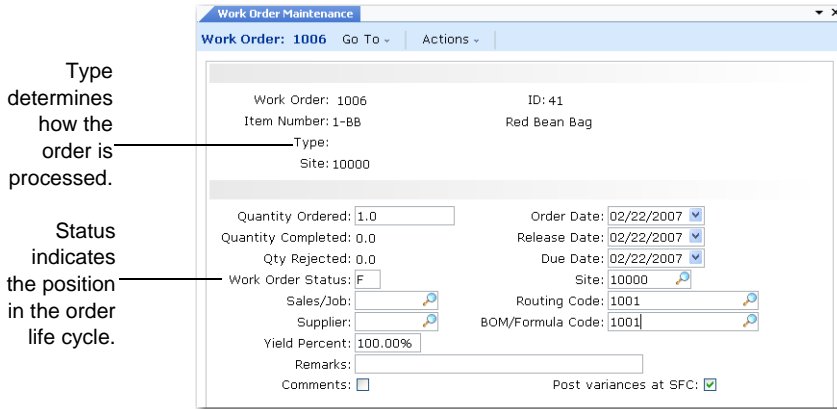 Work Order Maintenance
Work Order: 1006 Go To Actions
Type
determines
how the
order is
processed.
Work Order: 1006 ID: 41
Item Number: 1-BB Red Bean Bag
Type:
Site: 10000
Status
indicates
the position
in the order
life cycle.
Quantity Ordered: 1.0 Order Date: 02/22/2007
Quantity Completed: 0.0 Release Date: 02/22/2007
Qty Rejected: 0.0 Due Date: 02/22/2007
Work Order Status: F Site: 10000
Sales/Job: Routing Code: 1001
Supplier: BOM/Formula Code: 1001
Yield Percent: 100.00%
Remarks:
Comments: Post variances at SFC: